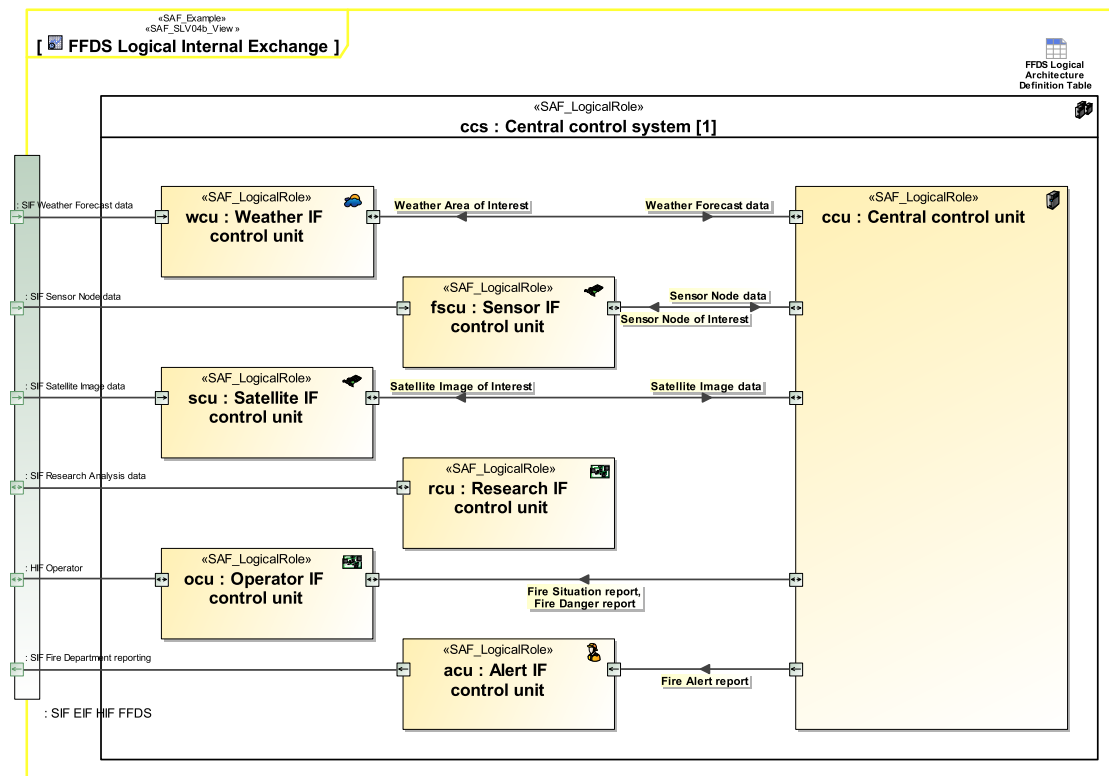 «SAF_Example»
«SAF_SLV04b_View »
[ FFDS Logical Internal Exchange ]
FFDS Logical
Architecture
Definition Table
«SAF_LogicalRole»
ccs : Central control system [1]
: SIF Weather Forecast data
«SAF_LogicalRole»
wcu : Weather IF
control unit
Weather Area of Interest
Weather Forecast data
«SAF_LogicalRole»
ccu : Central control unit
: SIF Sensor Node data
«SAF_LogicalRole»
fscu : Sensor IF
control unit
Sensor Node data
Sensor Node of Interest
: SIF Satellite Image data
«SAF_LogicalRole»
scu : Satellite IF
control unit
Satellite Image of Interest
Satellite Image data
: SIF Research Analysis data
«SAF_LogicalRole»
rcu : Research IF
control unit
: HIF Operator
«SAF_LogicalRole»
ocu : Operator IF
control unit
Fire Situation report,
Fire Danger report
: SIF Fire Department reporting
«SAF_LogicalRole»
acu : Alert IF
control unit
Fire Alert report
: SIF EIF HIF FFDS